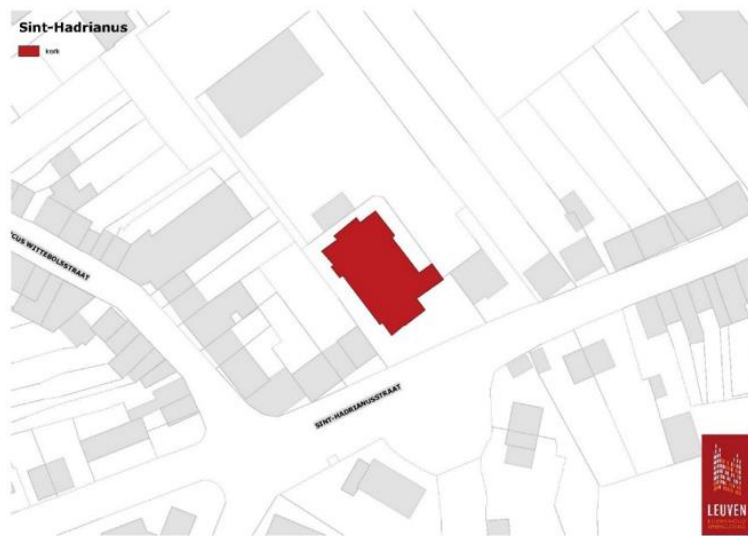 Sint-Hadrianus
kerk
CUS WITTEBOLSSTRAAT
SINT-HADRIANUSSTRAAT
LEUVEN